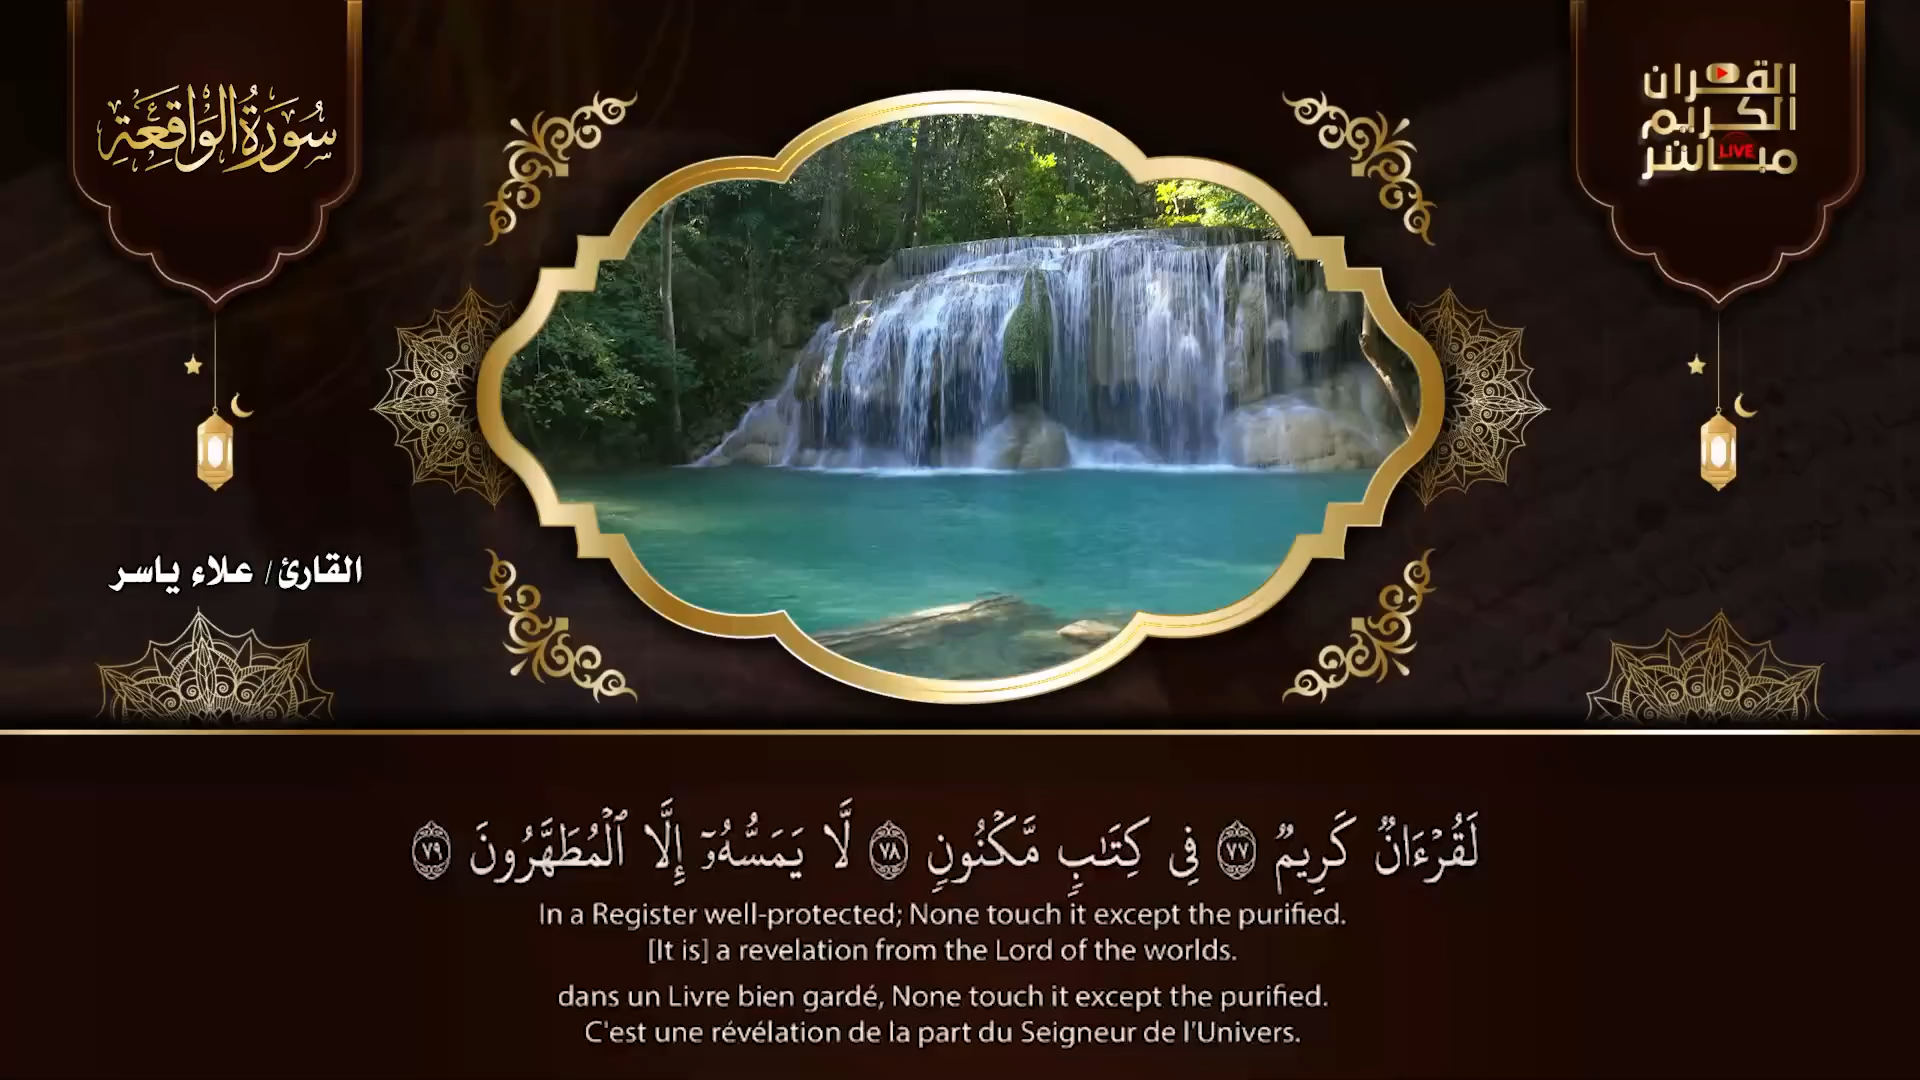 سُورَةُ الوَاقِعَةِ
القرآن
الكريم
مباشر
LIVE
القارئ / علاء ياسر
لَقُرْءَانٌ كَرِيمٌ ٧٧ فِى كِتَٰبٍ مَّكْنُونٍ ٧٨ لَّا يَمَسُّهُۥٓ إِلَّا ٱلْمُطَهَّرُونَ ٧٩
In a Register well-protected; None touch it except the purified.
[It is] a revelation from the Lord of the worlds.
dans un Livre bien gardé, None touch it except the purified.
C'est une révélation de la part du Seigneur de l'Univers.